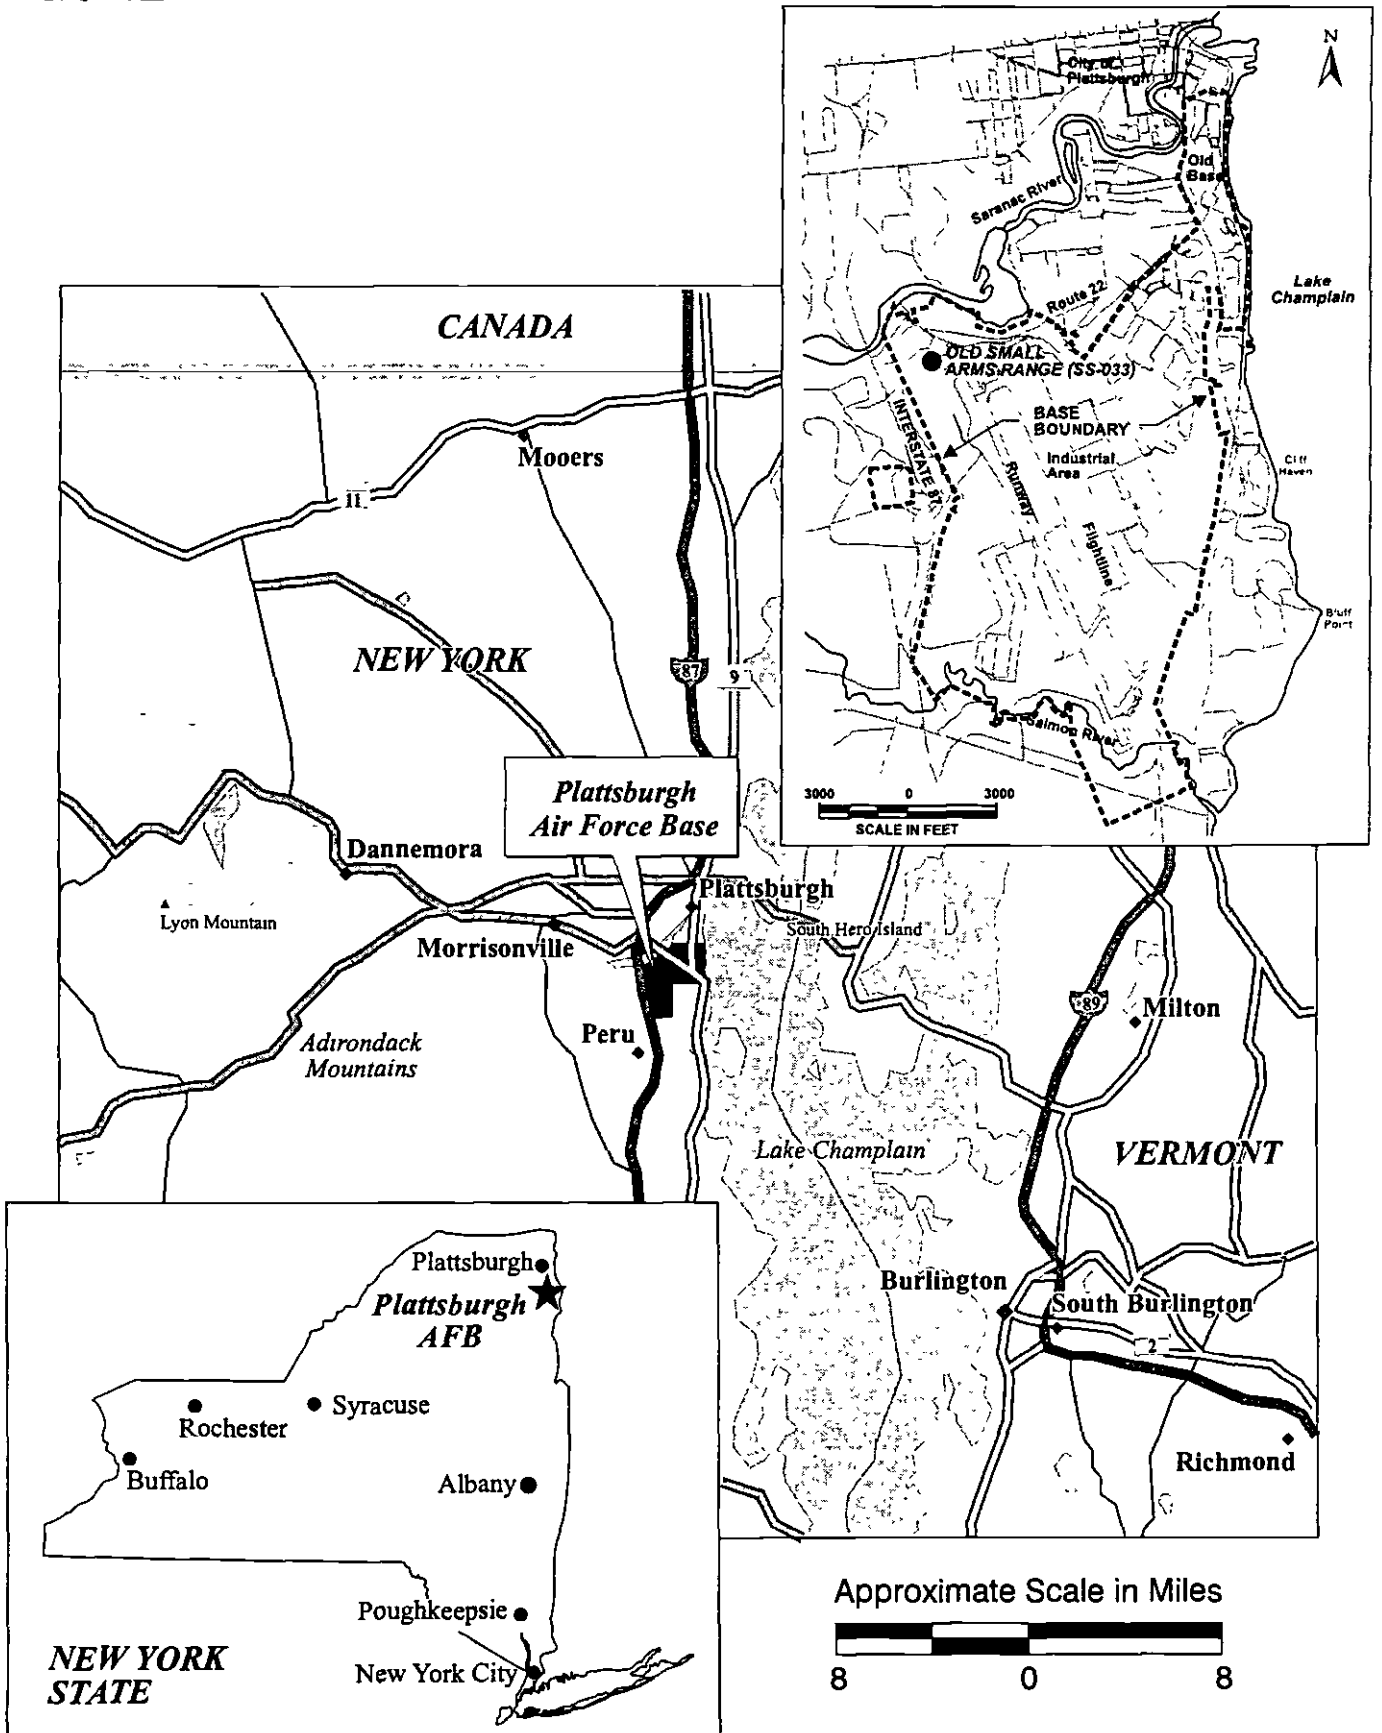 N
City of
Plattsburgh
Old
Base
Saranac River
Lake
Champlain
Route 22
OLD SMALL
ARMS RANGE (SS-033)
INTERSTATE 87
BASE
BOUNDARY
Industrial
Area
Runway
Flightline
Cliff
Haven
Bluff
Point
Salmon River
3000 0 3000
SCALE IN FEET
CANADA
Mooers
11
NEW YORK
87
9
Plattsburgh
Air Force Base
Dannemora
Plattsburgh
Lyon Mountain
South Hero Island
Morrisonville
89
Milton
Peru
Adirondack
Mountains
Lake Champlain
VERMONT
Burlington
South Burlington
2
Richmond
Plattsburgh
Plattsburgh
AFB
Rochester
Syracuse
Buffalo
Albany
Poughkeepsie
New York City
NEW YORK
STATE
Approximate Scale in Miles
8 0 8